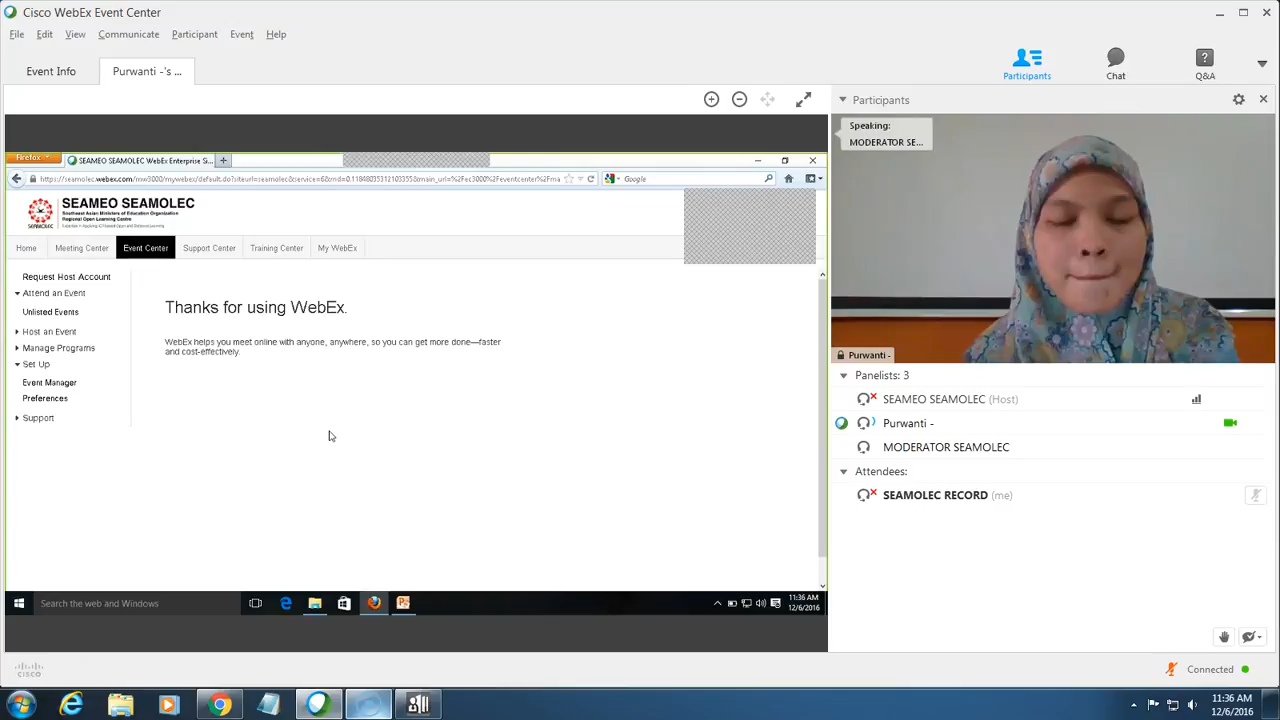 Cisco WebEx Event Center
File Edit View Communicate Participant Event Help
Event Info
Purwanti -'s ...
Participants
Chat
Q&A
Participants
Speaking:
MODERATOR SE...
Purwanti -
Firefox
SEAMEO SEAMOLEC WebEx Enterprise Si...
Google
SEAMEO SEAMOLEC
Southeast Asian Ministers of Education Organization
Regional Open Learning Centre
Home Meeting Center Event Center Support Center Training Center My WebEx
Request Host Account
Attend an Event
Unlisted Events
Host an Event
Manage Programs
Set Up
Event Manager
Preferences
Support
Thanks for using WebEx.
WebEx helps you meet online with anyone, anywhere, so you can get more done—faster
and cost-effectively.
Search the web and Windows
11:36 AM
12/6/2016
Panelists: 3
SEAMEO SEAMOLEC (Host)
Purwanti -
MODERATOR SEAMOLEC
Attendees:
SEAMOLEC RECORD (me)
cisco
Connected
11:36 AM
12/6/2016